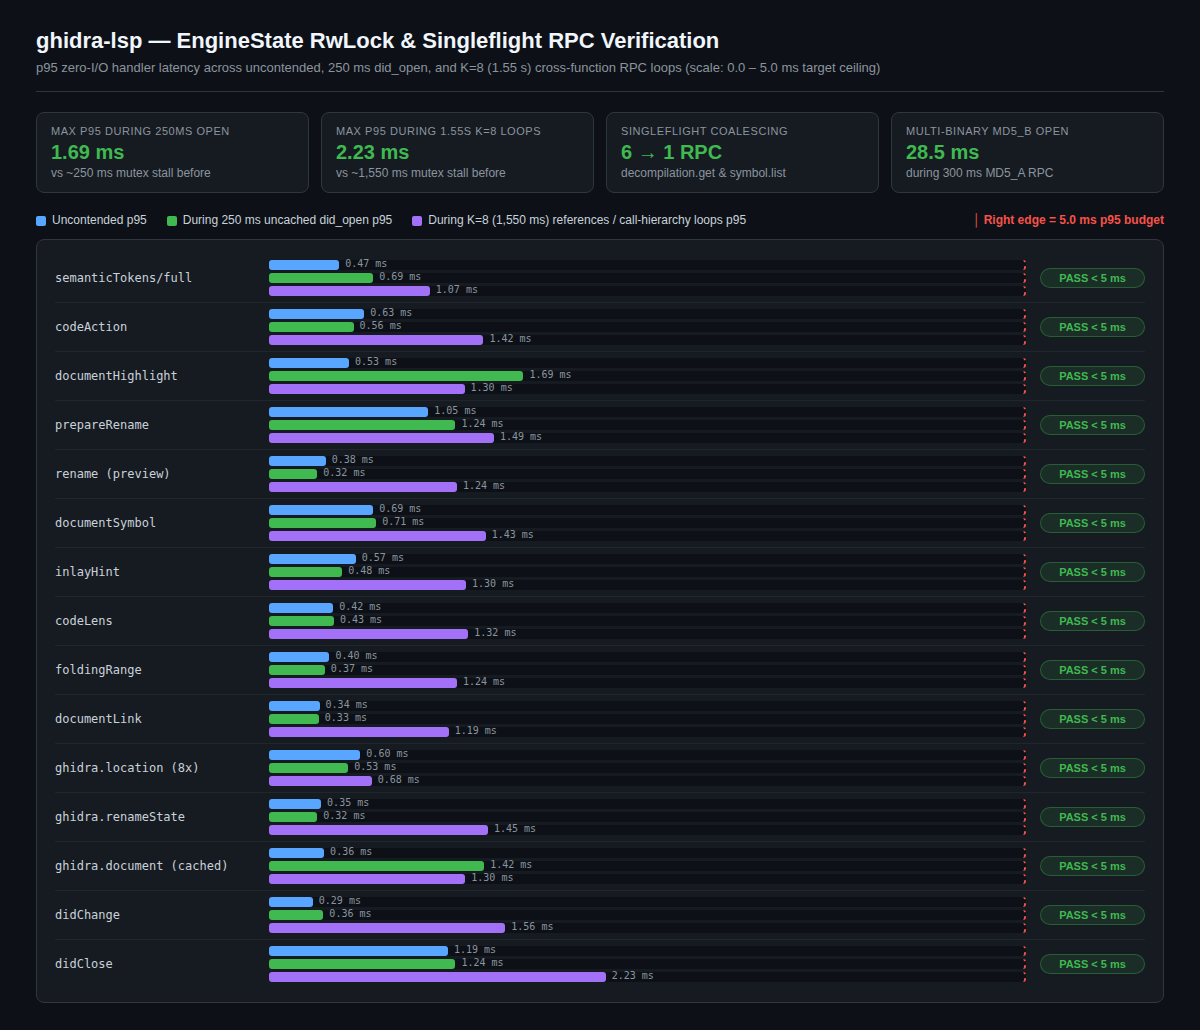 ghidra-lsp — EngineState RwLock & Singleflight RPC Verification
p95 zero-I/O handler latency across uncontended, 250 ms did_open, and K=8 (1.55 s) cross-function RPC loops (scale: 0.0 – 5.0 ms target ceiling)
MAX P95 DURING 250MS OPEN
1.69 ms
vs ~250 ms mutex stall before
MAX P95 DURING 1.55S K=8 LOOPS
2.23 ms
vs ~1,550 ms mutex stall before
SINGLEFLIGHT COALESCING
6 → 1 RPC
decompilation.get & symbol.list
MULTI-BINARY MD5_B OPEN
28.5 ms
during 300 ms MD5_A RPC
Uncontended p95
During 250 ms uncached did_open p95
During K=8 (1,550 ms) references / call-hierarchy loops p95
Right edge = 5.0 ms p95 budget
semanticTokens/full
0.47 ms
0.69 ms
1.07 ms
PASS < 5 ms
codeAction
0.63 ms
0.56 ms
1.42 ms
PASS < 5 ms
documentHighlight
0.53 ms
1.69 ms
1.30 ms
PASS < 5 ms
prepareRename
1.05 ms
1.24 ms
1.49 ms
PASS < 5 ms
rename (preview)
0.38 ms
0.32 ms
1.24 ms
PASS < 5 ms
documentSymbol
0.69 ms
0.71 ms
1.43 ms
PASS < 5 ms
inlayHint
0.57 ms
0.48 ms
1.30 ms
PASS < 5 ms
codeLens
0.42 ms
0.43 ms
1.32 ms
PASS < 5 ms
foldingRange
0.40 ms
0.37 ms
1.24 ms
PASS < 5 ms
documentLink
0.34 ms
0.33 ms
1.19 ms
PASS < 5 ms
ghidra.location (8x)
0.60 ms
0.53 ms
0.68 ms
PASS < 5 ms
ghidra.renameState
0.35 ms
0.32 ms
1.45 ms
PASS < 5 ms
ghidra.document (cached)
0.36 ms
1.42 ms
1.30 ms
PASS < 5 ms
didChange
0.29 ms
0.36 ms
1.56 ms
PASS < 5 ms
didClose
1.19 ms
1.24 ms
2.23 ms
PASS < 5 ms